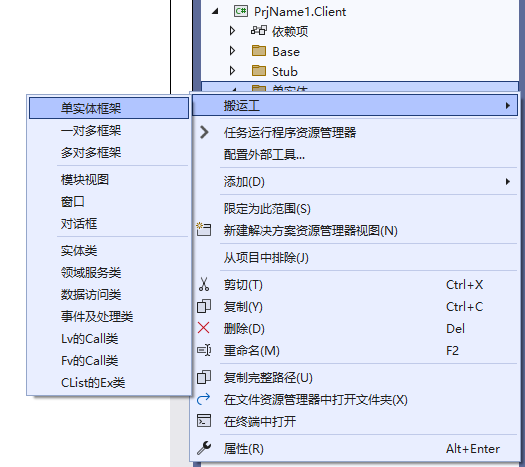 PrjName1.Client
依赖项
Base
Stub
单实体
搬运工
任务运行程序资源管理器
配置外部工具...
添加(D)
限定为此范围(S)
新建解决方案资源管理器视图(N)
从项目中排除(J)
剪切(T) Ctrl+X
复制(Y) Ctrl+C
删除(D) Del
重命名(M) F2
复制完整路径(U)
在文件资源管理器中打开文件夹(X)
在终端中打开
属性(R) Alt+Enter
单实体框架
一对多框架
多对多框架
模块视图
窗口
对话框
实体类
领域服务类
数据访问类
事件及处理类
Lv的Call类
Fv的Call类
CList的Ex类